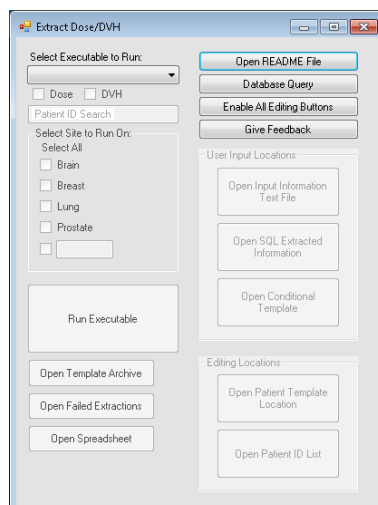 Extract Dose/DVH
Select Executable to Run:
Dose DVH
Patient ID Search
Select Site to Run On:
Select All
Brain
Breast
Lung
Prostate
Run Executable
Open Template Archive
Open Failed Extractions
Open Spreadsheet
Open README File
Database Query
Enable All Editing Buttons
Give Feedback
User Input Locations
Open Input Information
Text File
Open SQL Extracted
Information
Open Conditional
Template
Editing Locations
Open Patient Template
Location
Open Patient ID List